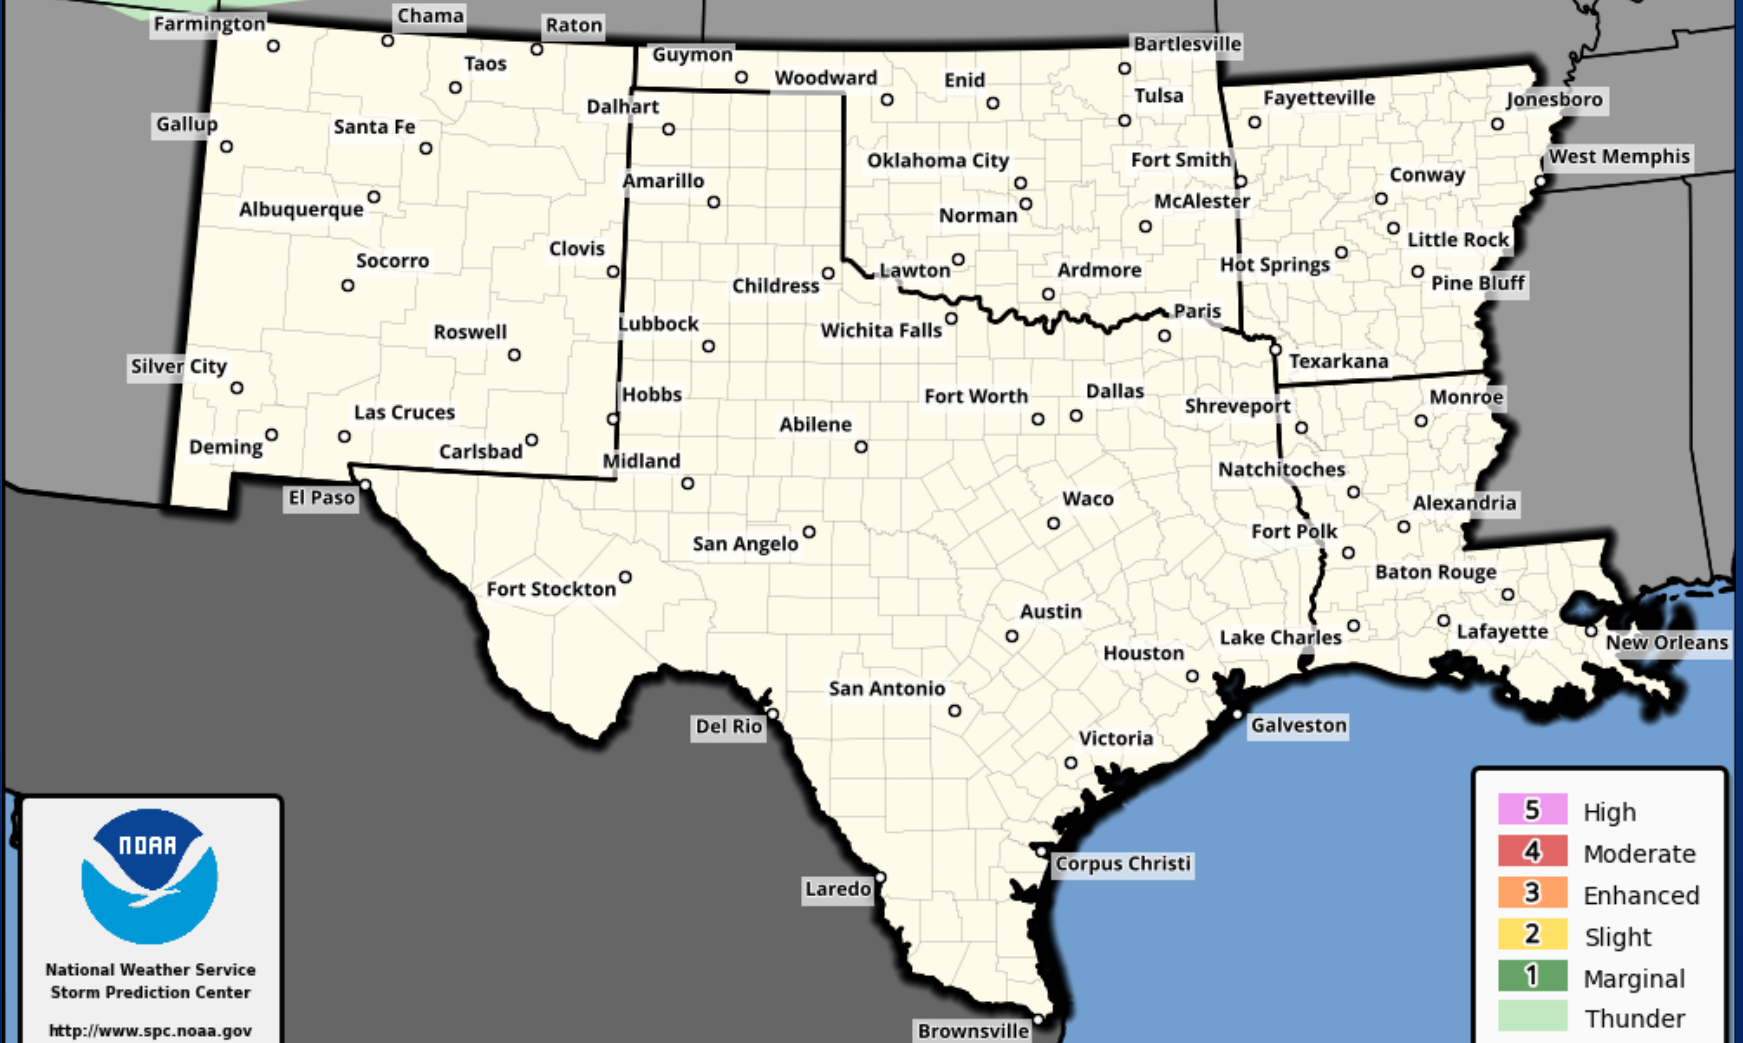 Farmington
Chama
Raton
Taos
Guymon
Woodward
Enid
Bartlesville
Dalhart
Tulsa
Fayetteville
Jonesboro
Gallup
Santa Fe
Oklahoma City
Fort Smith
West Memphis
Amarillo
Conway
Albuquerque
Norman
McAlester
Little Rock
Socorro
Clovis
Childress
Lawton
Ardmore
Hot Springs
Pine Bluff
Roswell
Lubbock
Wichita Falls
Paris
Silver City
Texarkana
Las Cruces
Hobbs
Fort Worth
Dallas
Shreveport
Monroe
Deming
Carlsbad
Midland
Abilene
Natchitoches
El Paso
Waco
Alexandria
San Angelo
Fort Polk
Fort Stockton
Baton Rouge
Austin
Lake Charles
Lafayette
New Orleans
Houston
San Antonio
Del Rio
Victoria
Galveston
Corpus Christi
Laredo
Brownsville
NOAA
National Weather Service
Storm Prediction Center
http://www.spc.noaa.gov
5 High
4 Moderate
3 Enhanced
2 Slight
1 Marginal
Thunder